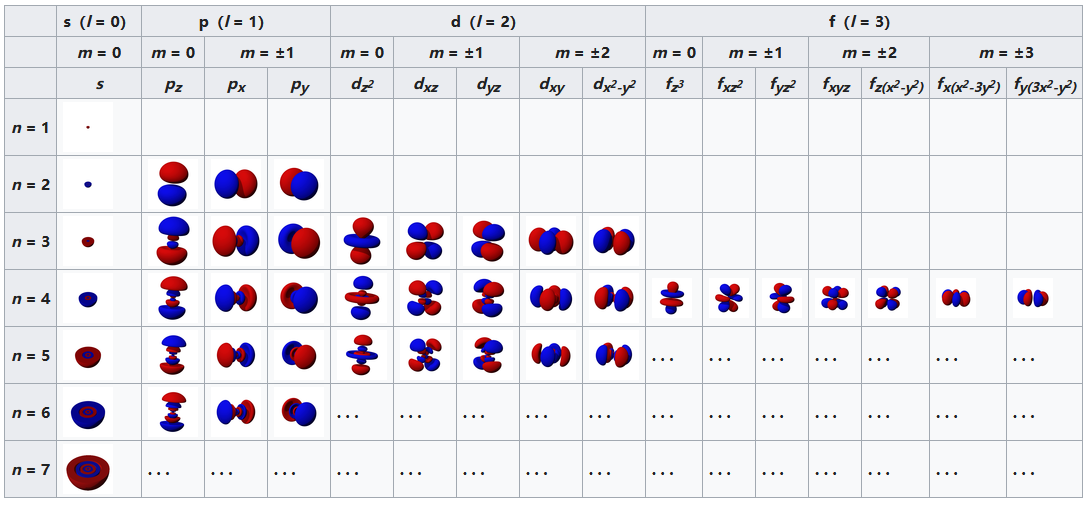 s (l = 0) p (l = 1) d (l = 2) f (l = 3)
m = 0 m = 0 m = ±1 m = 0 m = ±1 m = ±2 m = 0 m = ±1 m = ±2 m = ±3
s pz px py dz² dxz dyz dxy dx²-y² fz³ fxz² fyz² fxyz fz(x²-y²) fx(x²-3y²) fy(3x²-y²)
n = 1
n = 2
n = 3
n = 4
n = 5 . . . . . . . . . . . . . . . . . . . . .
n = 6 . . . . . . . . . . . . . . . . . . . . . . . . . . . . . . . . . . . .
n = 7 . . . . . . . . . . . . . . . . . . . . . . . . . . . . . . . . . . . . . . . . . . . . .